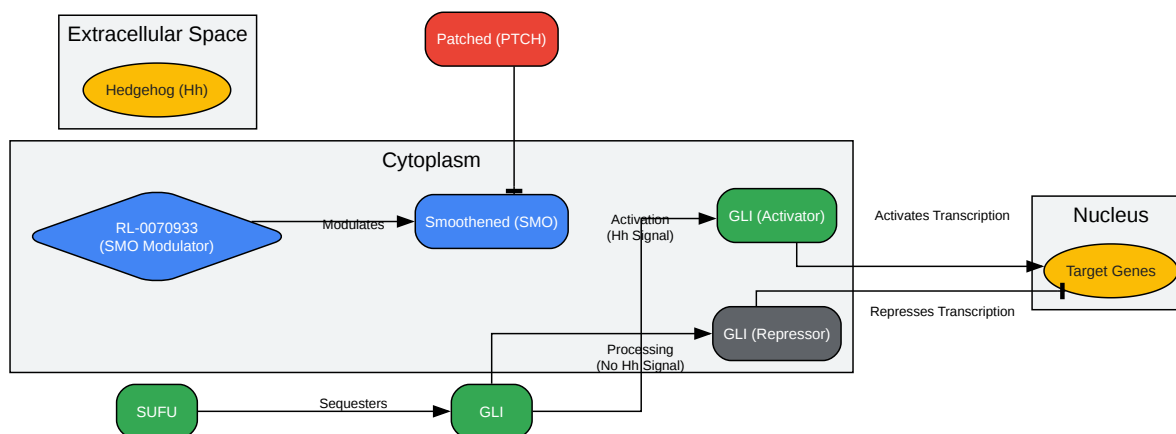 Extracellular Space
Hedgehog (Hh)
Patched (PTCH)
Cytoplasm
RL-0070933
(SMO Modulator)
Modulates
Smoothened (SMO)
Activation
(Hh Signal)
GLI (Activator)
Activates Transcription
Nucleus
Target Genes
Represses Transcription
GLI (Repressor)
Processing
(No Hh Signal)
SUFU
Sequesters
GLI